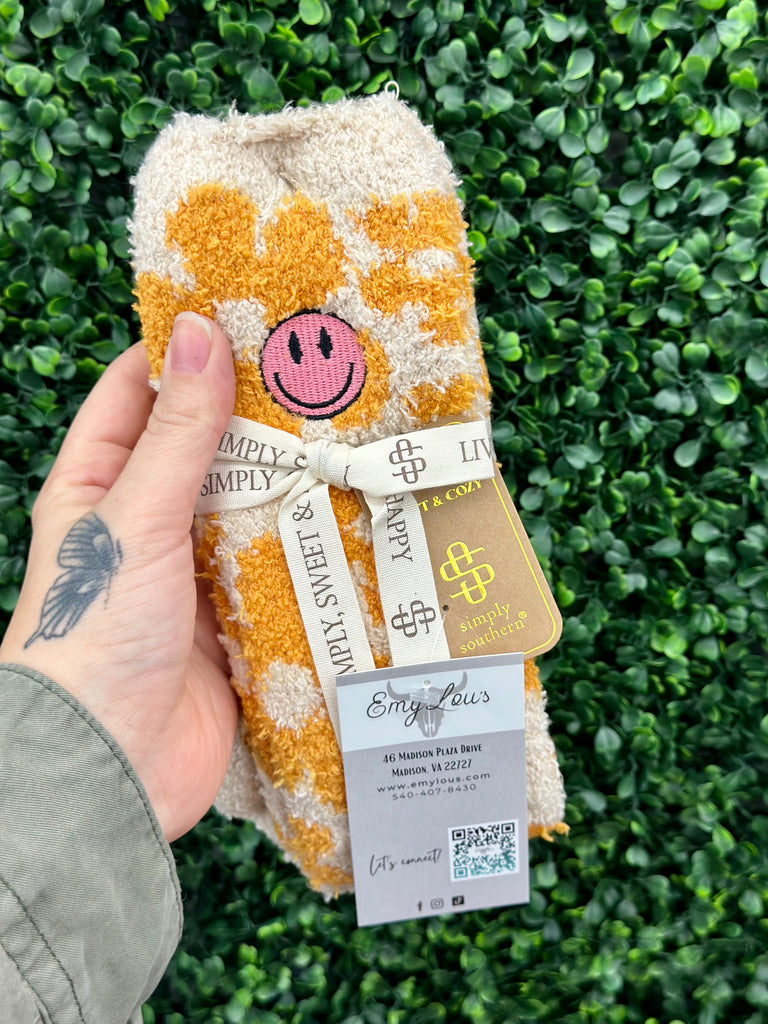 SIMPLY
SIMPLY
LIV
SIMPLY, SWEET &
HAPPY
T & COZY
simply
southern®
Emy Lou's
46 Madison Plaza Drive
Madison, VA 22727
www.emylous.com
540-407-8430
Let's connect!